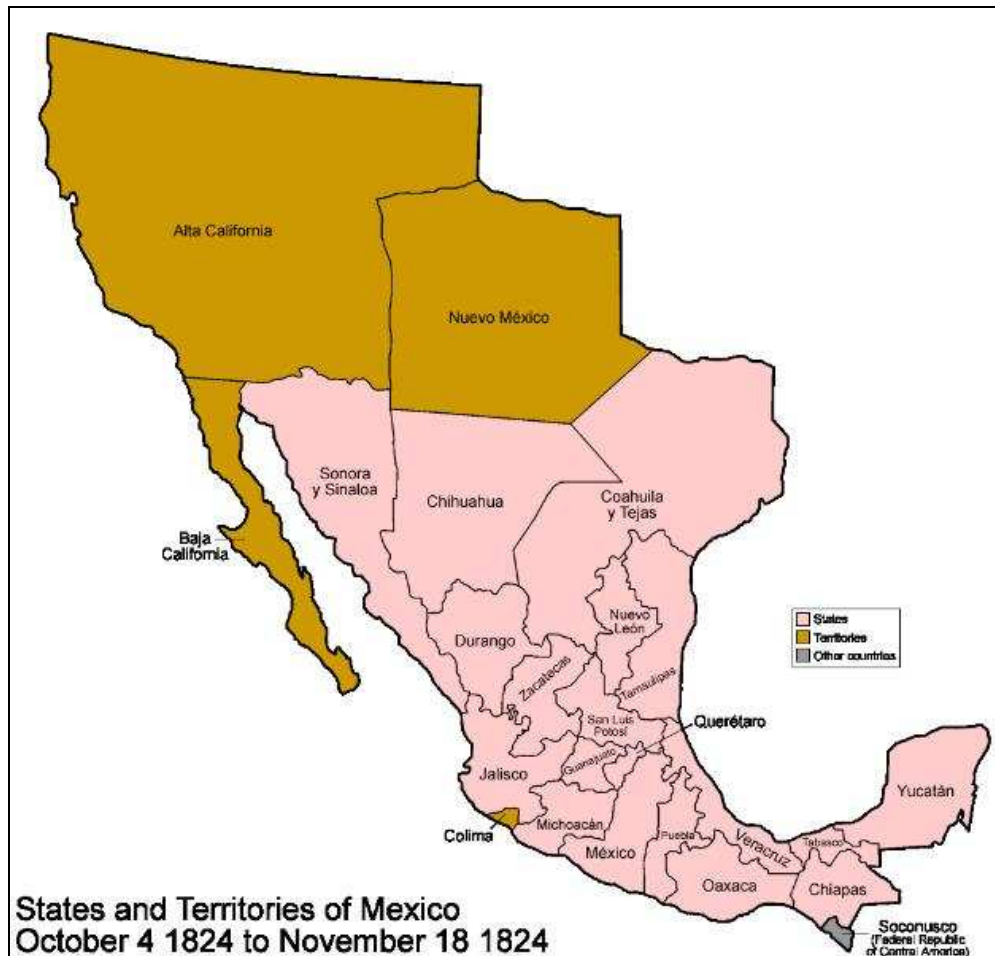 Alta California
Nuevo México
Sonora
y Sinaloa
Chihuahua
Coahuila
y Tejas
Baja
California
Nuevo
León
Durango
Zacatecas
Tamaulipas
States
Territories
Other countries
San Luis
Potosí
Querétaro
Guanajuato
Jalisco
Yucatán
Colima
Michoacán
México
Puebla
Veracruz
Tabasco
Oaxaca
Chiapas
Soconusco
(Federal Republic
of Central America)
States and Territories of Mexico
October 4 1824 to November 18 1824